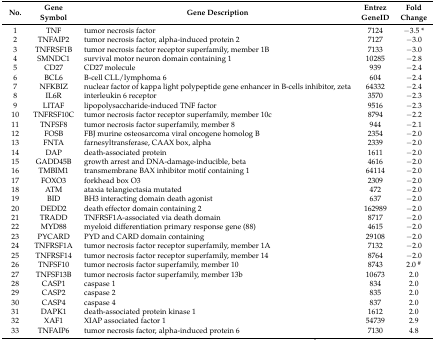 No. Gene Symbol Gene Description Entrez GeneID Fold Change
1 TNF tumor necrosis factor 7124 −3.5 *
2 TNFAIP2 tumor necrosis factor, alpha-induced protein 2 7127 −3.0
3 TNFRSF1B tumor necrosis factor receptor superfamily, member 1B 7133 −3.0
4 SMNDC1 survival motor neuron domain containing 1 10285 −2.8
5 CD27 CD27 molecule 939 −2.4
6 BCL6 B-cell CLL/lymphoma 6 604 −2.4
7 NFKBIZ nuclear factor of kappa light polypeptide gene enhancer in B-cells inhibitor, zeta 64332 −2.4
8 IL6R interleukin 6 receptor 3570 −2.3
9 LITAF lipopolysaccharide-induced TNF factor 9516 −2.3
10 TNFRSF10C tumor necrosis factor receptor superfamily, member 10c 8794 −2.2
11 TNFSF8 tumor necrosis factor superfamily, member 8 944 −2.1
12 FOSB FBJ murine osteosarcoma viral oncogene homolog B 2354 −2.0
13 FNTA farnesyltransferase, CAAX box, alpha 2339 −2.0
14 DAP death-associated protein 1611 −2.0
15 GADD45B growth arrest and DNA-damage-inducible, beta 4616 −2.0
16 TMBIM1 transmembrane BAX inhibitor motif containing 1 64114 −2.0
17 FOXO3 forkhead box O3 2309 −2.0
18 ATM ataxia telangiectasia mutated 472 −2.0
19 BID BH3 interacting domain death agonist 637 −2.0
20 DEDD2 death effector domain containing 2 162989 −2.0
21 TRADD TNFRSF1A-associated via death domain 8717 −2.0
22 MYD88 myeloid differentiation primary response gene (88) 4615 −2.0
23 PYCARD PYD and CARD domain containing 29108 −2.0
24 TNFRSF1A tumor necrosis factor receptor superfamily, member 1A 7132 −2.0
25 TNFRSF14 tumor necrosis factor receptor superfamily, member 14 8764 −2.0
26 TNFSF10 tumor necrosis factor superfamily, member 10 8743 2.0 #
27 TNFSF13B tumor necrosis factor superfamily, member 13b 10673 2.0
28 CASP1 caspase 1 834 2.0
29 CASP2 caspase 2 835 2.0
30 CASP4 caspase 4 837 2.0
31 DAPK1 death-associated protein kinase 1 1612 2.0
32 XAF1 XIAP associated factor 1 54739 2.9
33 TNFAIP6 tumor necrosis factor, alpha-induced protein 6 7130 4.8